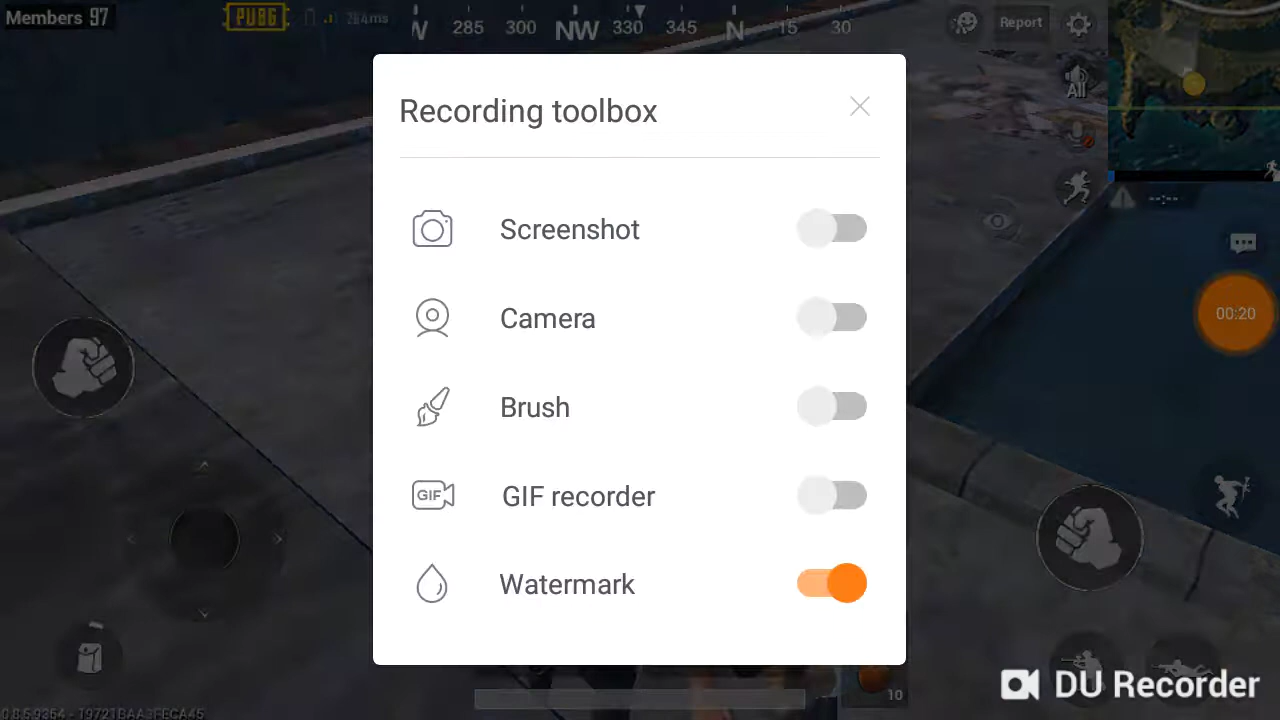 Members 97
PUBG
264ms
W 285 300 NW 330 345 N 15 30
Report
All
Recording toolbox
Screenshot
Camera
Brush
GIF recorder
GIF
Watermark
00:20
10
DU Recorder